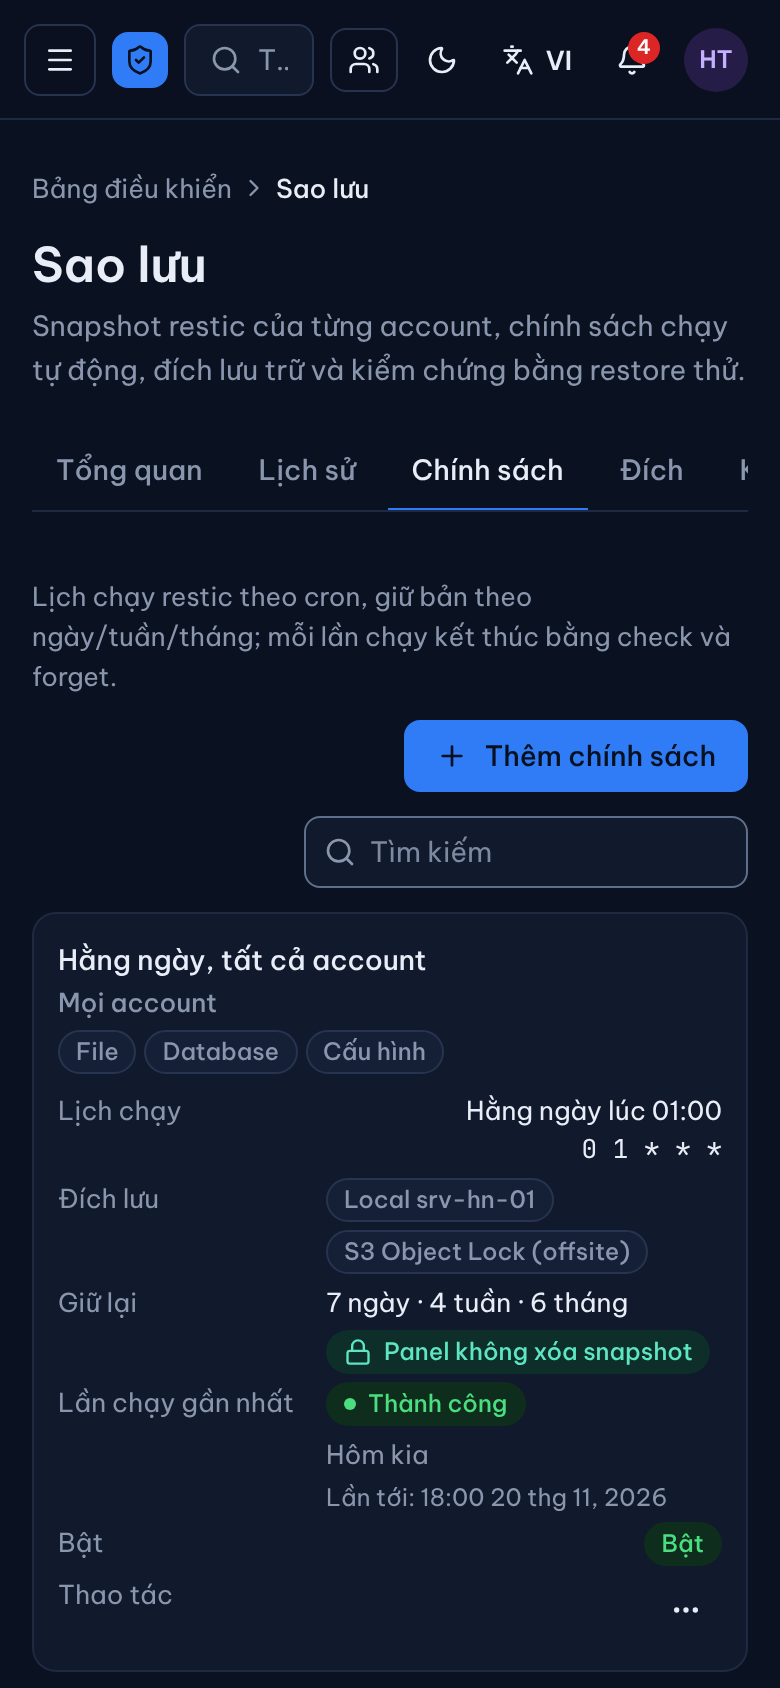 T..
VI
4
HT
Bảng điều khiển > Sao lưu
Sao lưu
Snapshot restic của từng account, chính sách chạy
tự động, đích lưu trữ và kiểm chứng bằng restore thử.
Tổng quan
Lịch sử
Chính sách
Đích
Lịch chạy restic theo cron, giữ bản theo
ngày/tuần/tháng; mỗi lần chạy kết thúc bằng check và
forget.
+ Thêm chính sách
Tìm kiếm
Hằng ngày, tất cả account
Mọi account
File Database Cấu hình
Lịch chạy Hằng ngày lúc 01:00
0 1 * * *
Đích lưu Local srv-hn-01
S3 Object Lock (offsite)
Giữ lại 7 ngày · 4 tuần · 6 tháng
Panel không xóa snapshot
Lần chạy gần nhất Thành công
Hôm kia
Lần tới: 18:00 20 thg 11, 2026
Bật Bật
Thao tác ...